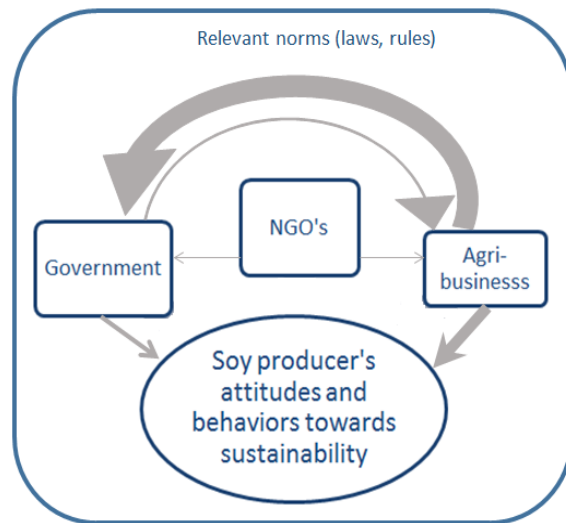 Relevant norms (laws, rules)
NGO's
Government
Agri-
businesss
Soy producer's
attitudes and
behaviors towards
sustainability